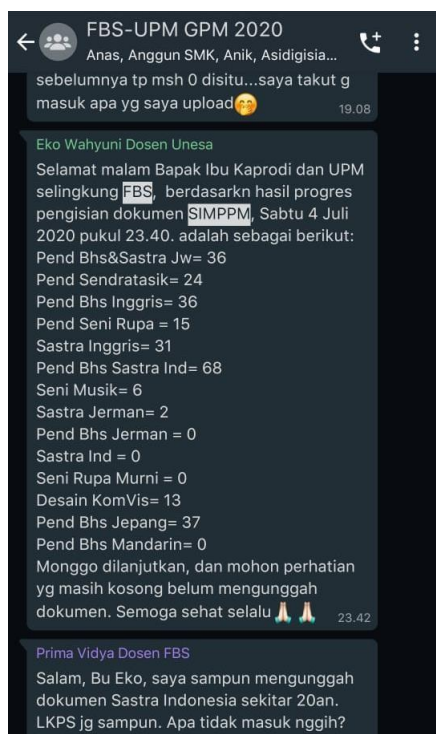 FBS-UPM GPM 2020
Anas, Anggun SMK, Anik, Asidigisia...
sebelumnya tp msh 0 disitu...saya takut g
masuk apa yg saya upload🤭
19.08
Eko Wahyuni Dosen Unesa
Selamat malam Bapak Ibu Kaprodi dan UPM
selingkung FBS, berdasarkn hasil progres
pengisian dokumen SIMPPM, Sabtu 4 Juli
2020 pukul 23.40. adalah sebagai berikut:
Pend Bhs&Sastra Jw= 36
Pend Sendratasik= 24
Pend Bhs Inggris= 36
Pend Seni Rupa = 15
Sastra Inggris= 31
Pend Bhs Sastra Ind= 68
Seni Musik= 6
Sastra Jerman= 2
Pend Bhs Jerman = 0
Sastra Ind = 0
Seni Rupa Murni = 0
Desain KomVis= 13
Pend Bhs Jepang= 37
Pend Bhs Mandarin= 0
Monggo dilanjutkan, dan mohon perhatian
yg masih kosong belum mengunggah
dokumen. Semoga sehat selalu🙏🏻 🙏🏻
23.42
Prima Vidya Dosen FBS
Salam, Bu Eko, saya sampun mengunggah
dokumen Sastra Indonesia sekitar 20an.
LKPS jg sampun. Apa tidak masuk nggih?